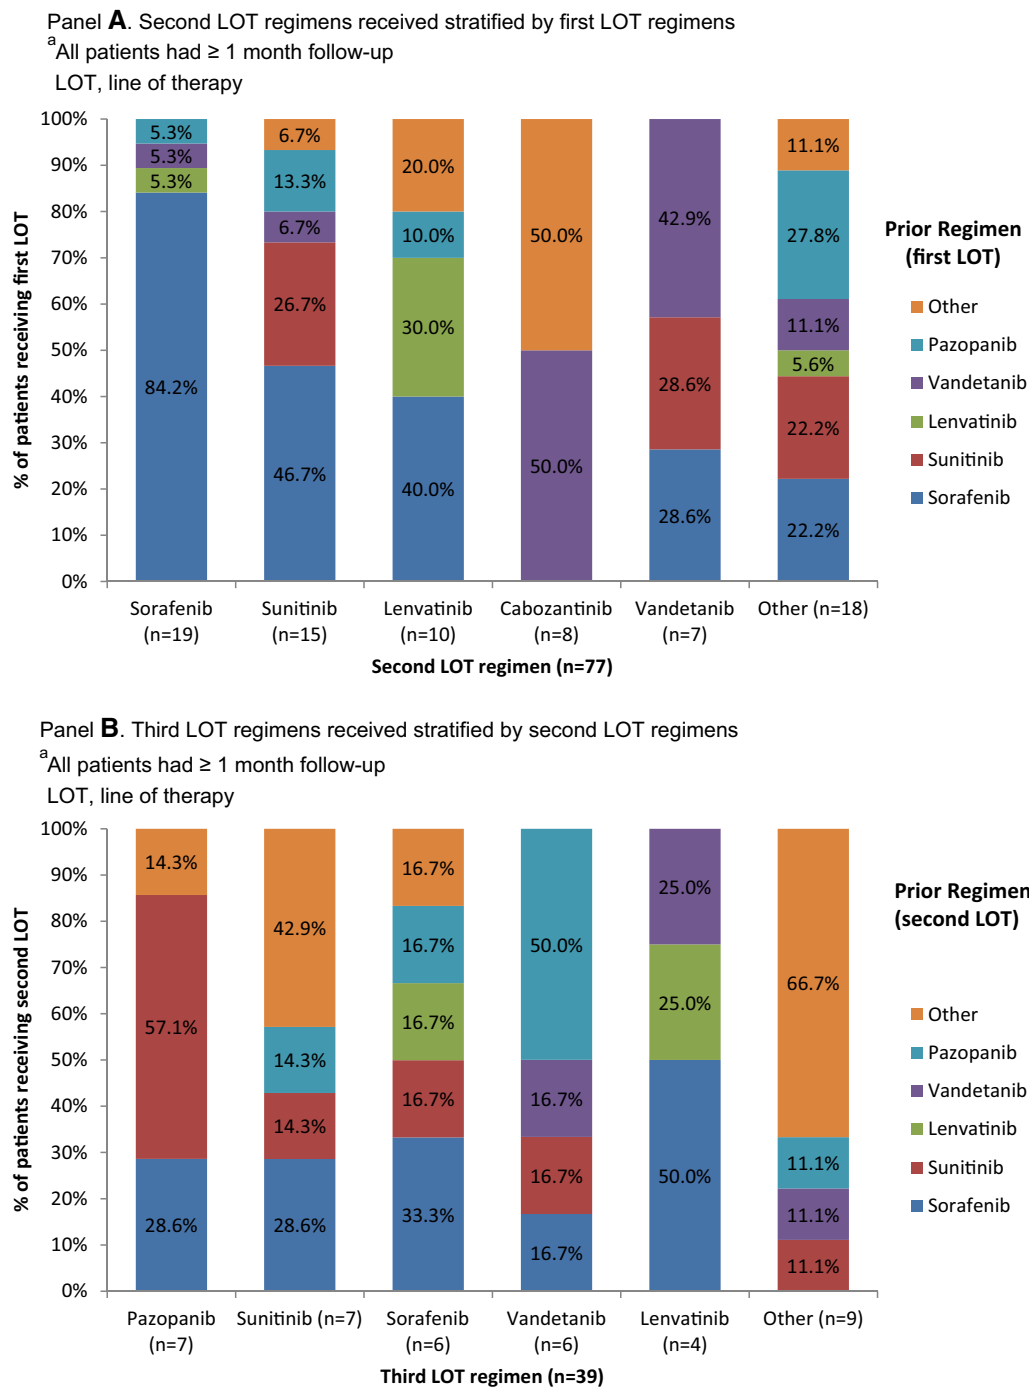 Panel A. Second LOT regimens received stratified by first LOT regimens
aAll patients had ≥ 1 month follow-up
LOT, line of therapy
% of patients receiving first LOT
100%
90%
80%
70%
60%
50%
40%
30%
20%
10%
0%
5.3%
5.3%
5.3%
84.2%
6.7%
13.3%
6.7%
26.7%
46.7%
20.0%
10.0%
30.0%
40.0%
50.0%
50.0%
42.9%
28.6%
28.6%
11.1%
27.8%
11.1%
5.6%
22.2%
22.2%
Sorafenib
(n=19)
Sunitinib
(n=15)
Lenvatinib
(n=10)
Cabozantinib
(n=8)
Vandetanib
(n=7)
Other (n=18)
Second LOT regimen (n=77)
Prior Regimen
(first LOT)
Other
Pazopanib
Vandetanib
Lenvatinib
Sunitinib
Sorafenib
Panel B. Third LOT regimens received stratified by second LOT regimens
aAll patients had ≥ 1 month follow-up
LOT, line of therapy
% of patients receiving second LOT
100%
90%
80%
70%
60%
50%
40%
30%
20%
10%
0%
14.3%
57.1%
28.6%
42.9%
14.3%
14.3%
28.6%
16.7%
16.7%
16.7%
16.7%
33.3%
50.0%
16.7%
16.7%
16.7%
25.0%
25.0%
50.0%
66.7%
11.1%
11.1%
11.1%
Pazopanib
(n=7)
Sunitinib (n=7)
Sorafenib
(n=6)
Vandetanib
(n=6)
Lenvatinib
(n=4)
Other (n=9)
Third LOT regimen (n=39)
Prior Regimen
(second LOT)
Other
Pazopanib
Vandetanib
Lenvatinib
Sunitinib
Sorafenib